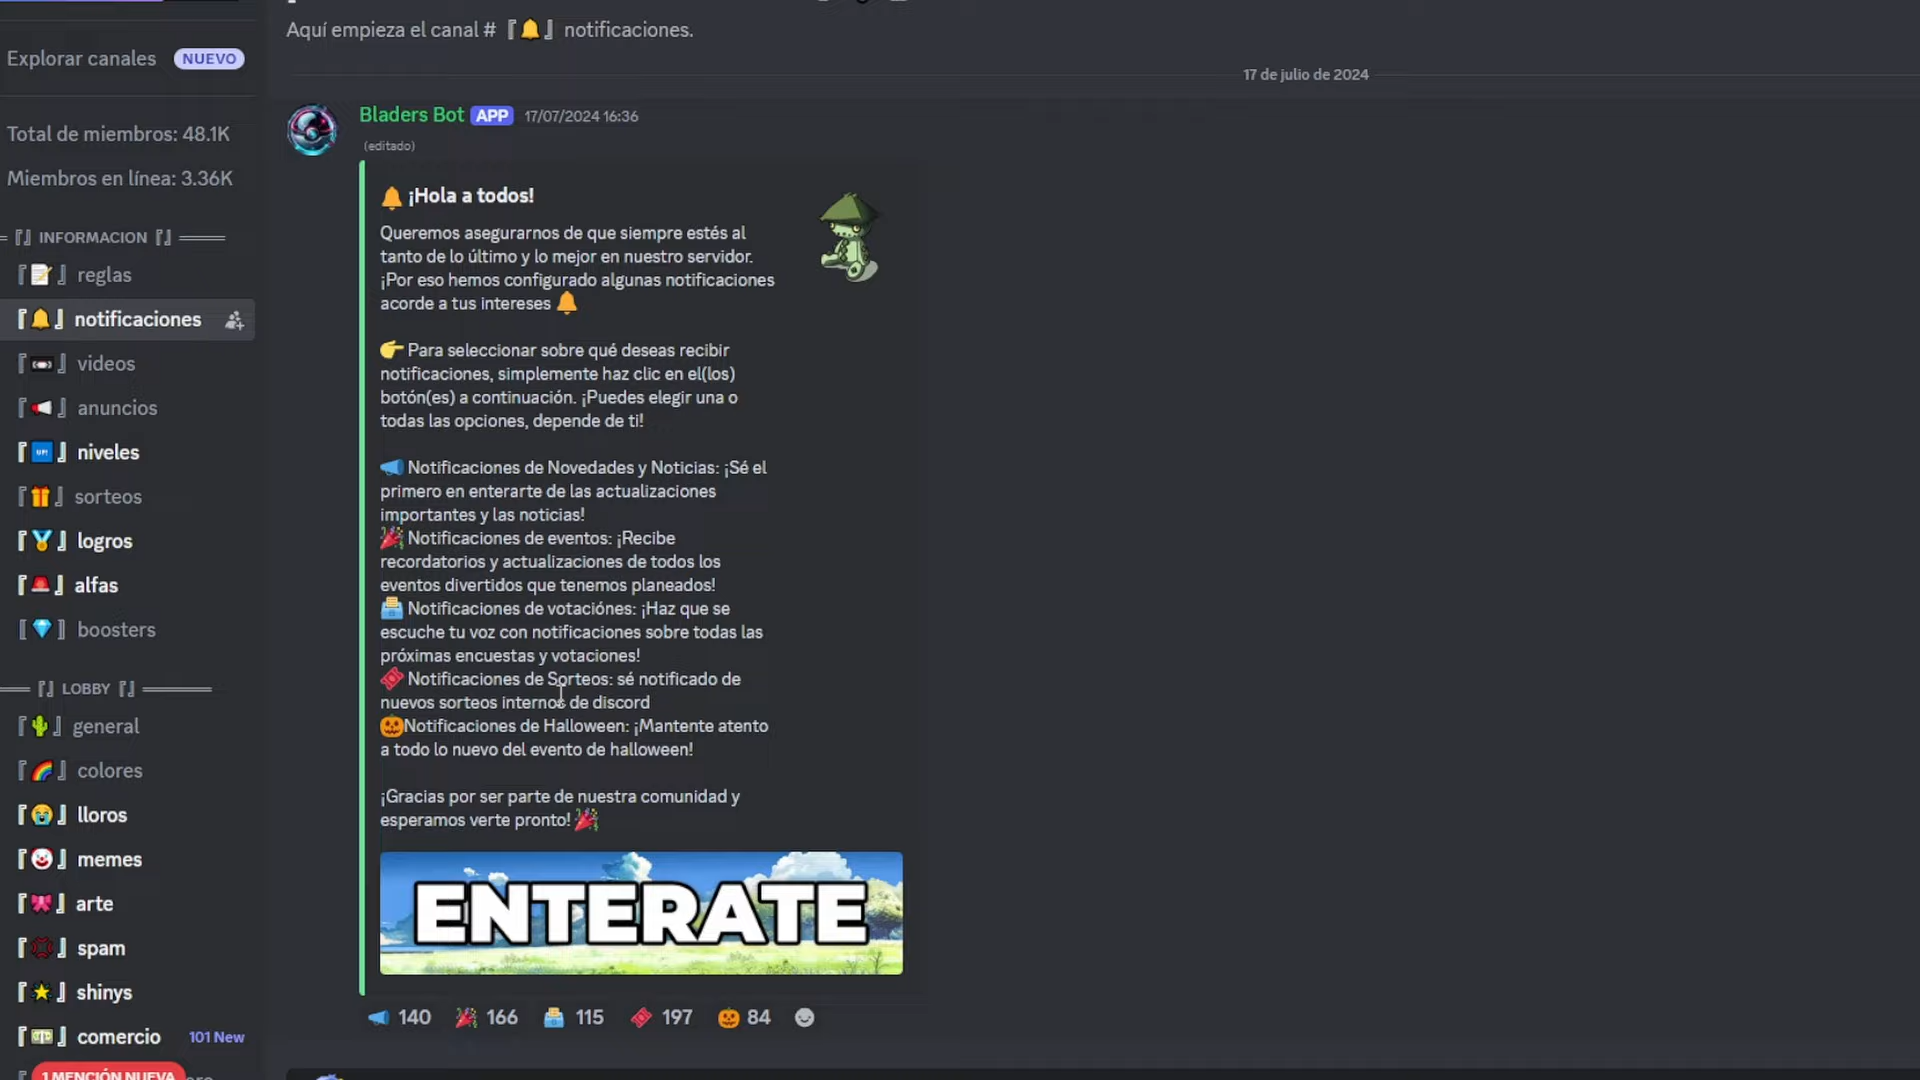 Explorar canales NUEVO
Total de miembros: 48.1K
Miembros en línea: 3.36K
INFORMACION
reglas
notificaciones
videos
anuncios
UP! niveles
sorteos
logros
alfas
boosters
LOBBY
general
colores
lloros
memes
arte
spam
shinys
comercio 101 New
1 MENCIÓN NUEVA
Aquí empieza el canal #『🔔』 notificaciones.
17 de julio de 2024
Bladers Bot APP 17/07/2024 16:36
(editado)
🔔 ¡Hola a todos!
Queremos asegurarnos de que siempre estés al
tanto de lo último y lo mejor en nuestro servidor.
¡Por eso hemos configurado algunas notificaciones
acorde a tus intereses 🔔
👉 Para seleccionar sobre qué deseas recibir
notificaciones, simplemente haz clic en el(los)
botón(es) a continuación. ¡Puedes elegir una o
todas las opciones, depende de ti!
📣 Notificaciones de Novedades y Noticias: ¡Sé el
primero en enterarte de las actualizaciones
importantes y las noticias!
🎉 Notificaciones de eventos: ¡Recibe
recordatorios y actualizaciones de todos los
eventos divertidos que tenemos planeados!
🗳️ Notificaciones de votaciónes: ¡Haz que se
escuche tu voz con notificaciones sobre todas las
próximas encuestas y votaciones!
🎟️ Notificaciones de Sorteos: sé notificado de
nuevos sorteos internos de discord
🎃Notificaciones de Halloween: ¡Mantente atento
a todo lo nuevo del evento de halloween!
¡Gracias por ser parte de nuestra comunidad y
esperamos verte pronto! 🎉
ENTERATE
140 166 115 197 84